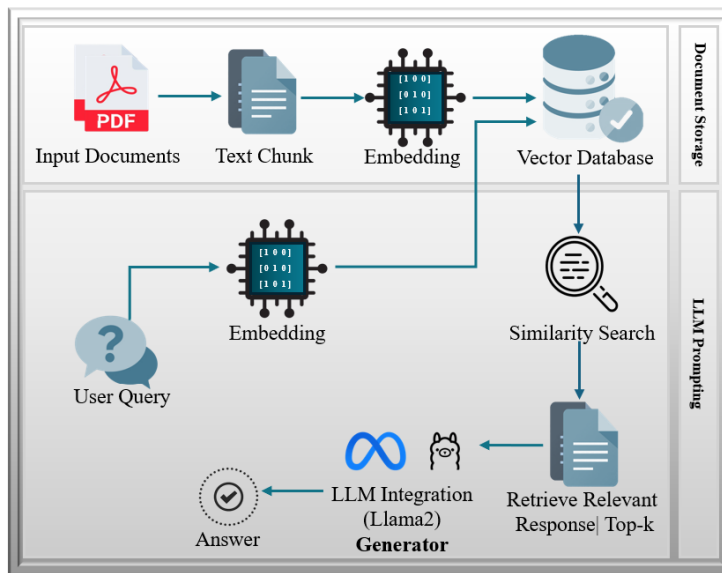 PDF
Input Documents
Text Chunk
[1 0 0]
[0 1 0]
[1 0 1]
Embedding
Vector Database
Document Storage
[1 0 0]
[0 1 0]
[1 0 1]
Embedding
?
User Query
Similarity Search
LLM Prompting
Retrieve Relevant
Response| Top-k
LLM Integration
(Llama2)
Generator
Answer